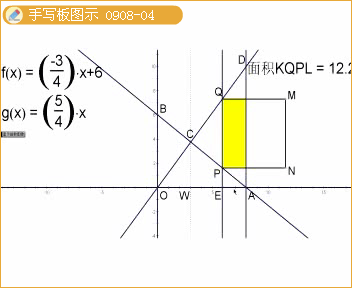 手写板图示 0908-04
f(x) = (-3/4)·x+6
g(x) = (5/4)·x
面积KQPL = 12.2
D
Q
M
B
C
P
N
O
W
E
A